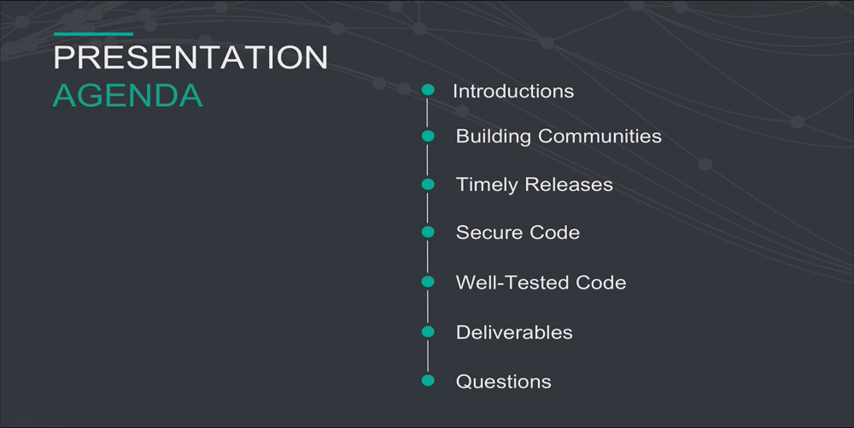 PRESENTATION
AGENDA
Introductions
Building Communities
Timely Releases
Secure Code
Well-Tested Code
Deliverables
Questions